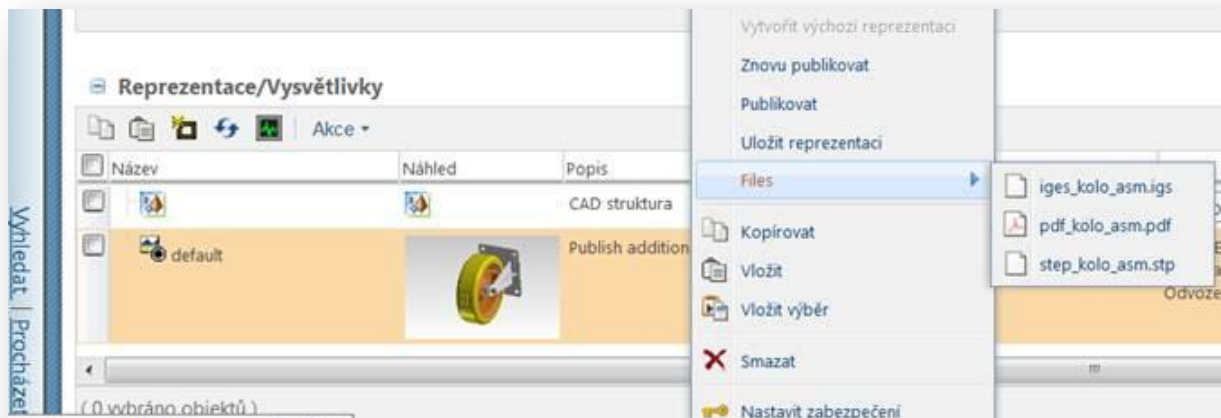 Vytvořit výchozí reprezentaci
Znovu publikovat
Publikovat
Uložit reprezentaci
Files
iges_kolo_asm.igs
pdf_kolo_asm.pdf
step_kolo_asm.stp
Kopírovat
Vložit
Vložit výběr
Smazat
Nastavit zabezpečení
Reprezentace/Vysvětlivky
Akce
Název Náhled Popis
CAD struktura
default Publish addition
Odvoze
( 0 vybráno objektů )
Vyhledat | Procházet